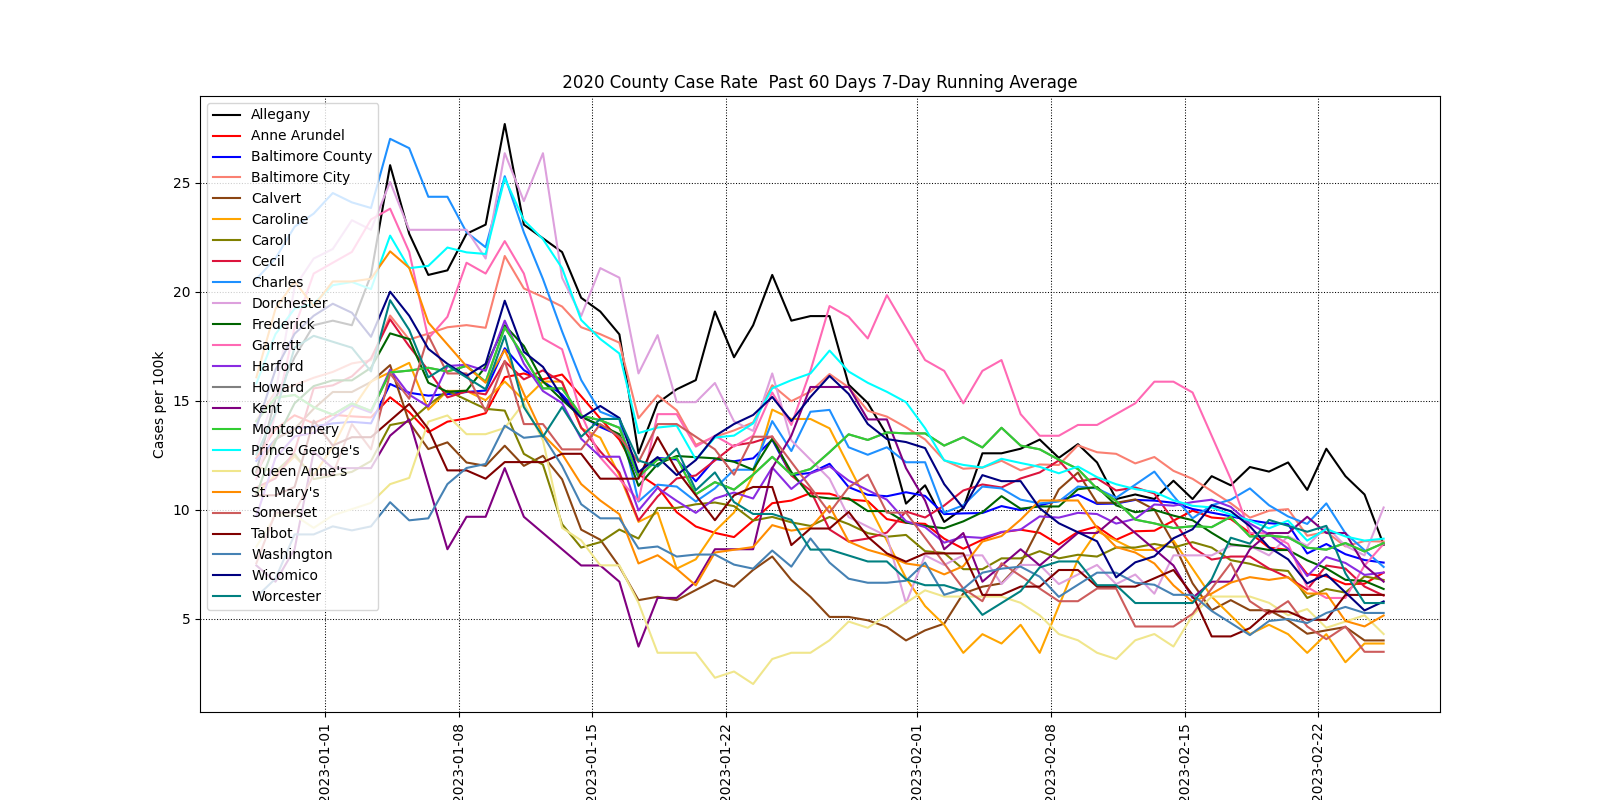 2020 County Case Rate  Past 60 Days 7-Day Running Average
Cases per 100k
25
20
15
10
5
Allegany
Anne Arundel
Baltimore County
Baltimore City
Calvert
Caroline
Caroll
Cecil
Charles
Dorchester
Frederick
Garrett
Harford
Howard
Kent
Montgomery
Prince George's
Queen Anne's
St. Mary's
Somerset
Talbot
Washington
Wicomico
Worcester
2023-01-01
2023-01-08
2023-01-15
2023-01-22
2023-02-01
2023-02-08
2023-02-15
2023-02-22